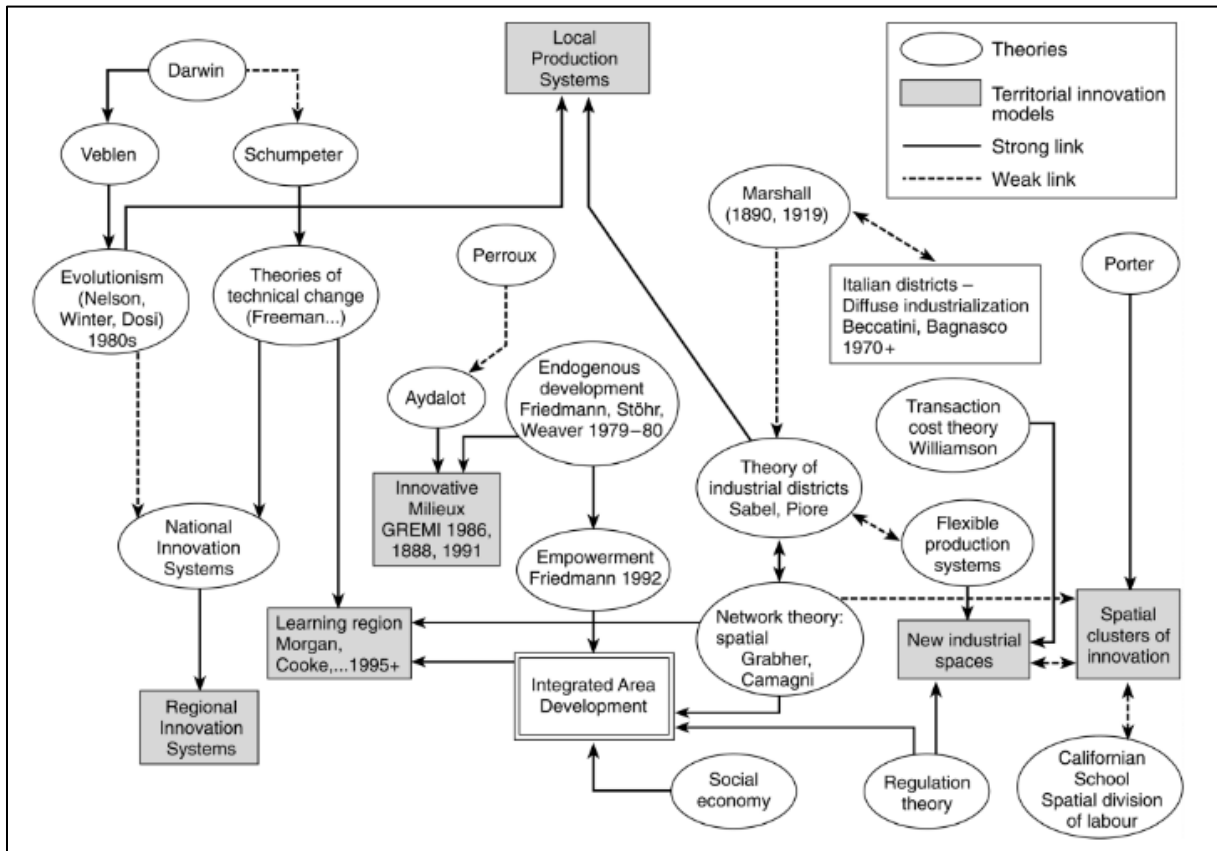 Darwin
Local
Production
Systems
Theories
Territorial innovation
models
Strong link
Weak link
Veblen
Schumpeter
Marshall
(1890, 1919)
Perroux
Porter
Evolutionism
(Nelson,
Winter, Dosi)
1980s
Theories of
technical change
(Freeman...)
Italian districts –
Diffuse industrialization
Beccatini, Bagnasco
1970+
Aydalot
Endogenous
development
Friedmann, Stöhr,
Weaver 1979–80
Transaction
cost theory
Williamson
Theory of
industrial districts
Sabel, Piore
Innovative
Milieux
GREMI 1986,
1888, 1991
National
Innovation
Systems
Flexible
production
systems
Empowerment
Friedmann 1992
Learning region
Morgan,
Cooke,...1995+
Network theory:
spatial
Grabher,
Camagni
New industrial
spaces
Spatial
clusters of
innovation
Integrated Area
Development
Regional
Innovation
Systems
Social
economy
Regulation
theory
Californian
School
Spatial division
of labour